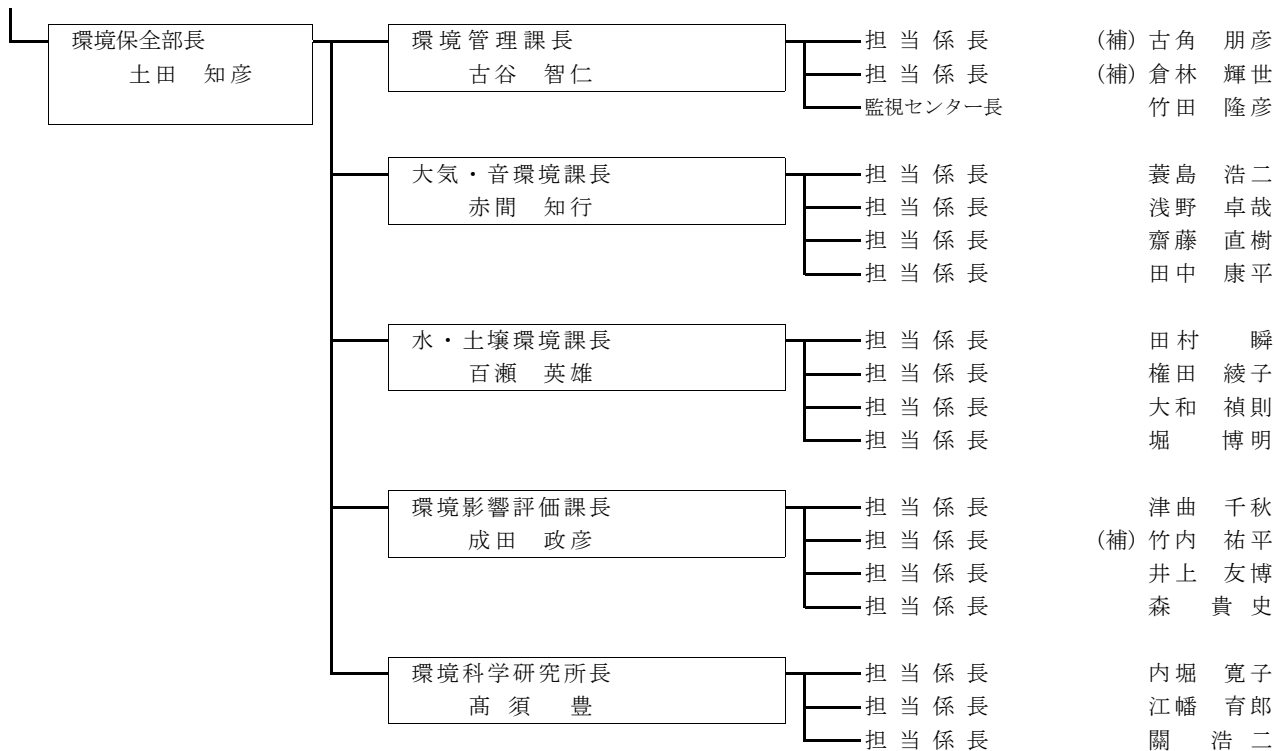 環境保全部長
土田　知彦
環境管理課長
古谷　智仁
担当係長　(補)古角　朋彦
担当係長　(補)倉林　輝世
監視センター長　竹田　隆彦
大気・音環境課長
赤間　知行
担当係長　蓑島　浩二
担当係長　浅野　卓哉
担当係長　齋藤　直樹
担当係長　田中　康平
水・土壌環境課長
百瀬　英雄
担当係長　田村　瞬
担当係長　権田　綾子
担当係長　大和　禎則
担当係長　堀　博明
環境影響評価課長
成田　政彦
担当係長　津曲　千秋
担当係長　(補)竹内　祐平
担当係長　井上　友博
担当係長　森　貴史
環境科学研究所長
髙須　豊
担当係長　内堀　寛子
担当係長　江幡　育郎
担当係長　關　浩二